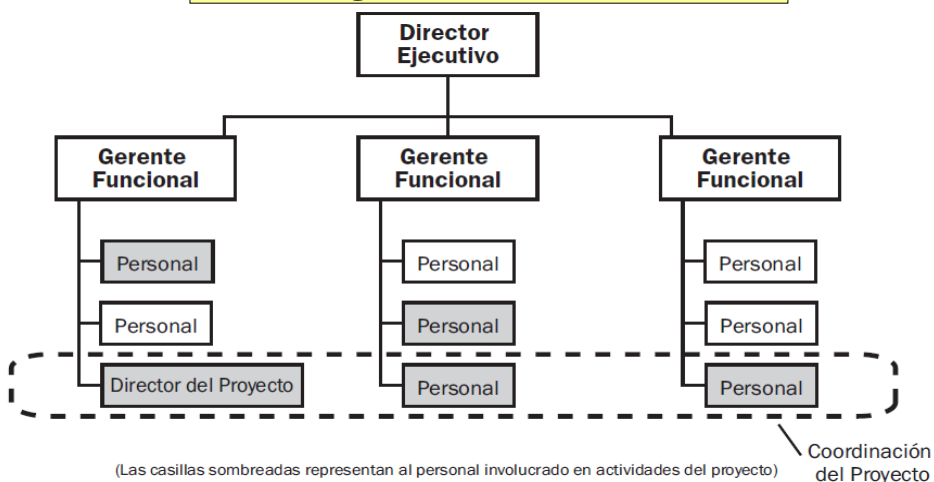 Director
Ejecutivo
Gerente
Funcional
Gerente
Funcional
Gerente
Funcional
Personal
Personal
Personal
Personal
Personal
Personal
Director del Proyecto
Personal
Personal
Coordinación
del Proyecto
(Las casillas sombreadas representan al personal involucrado en actividades del proyecto)